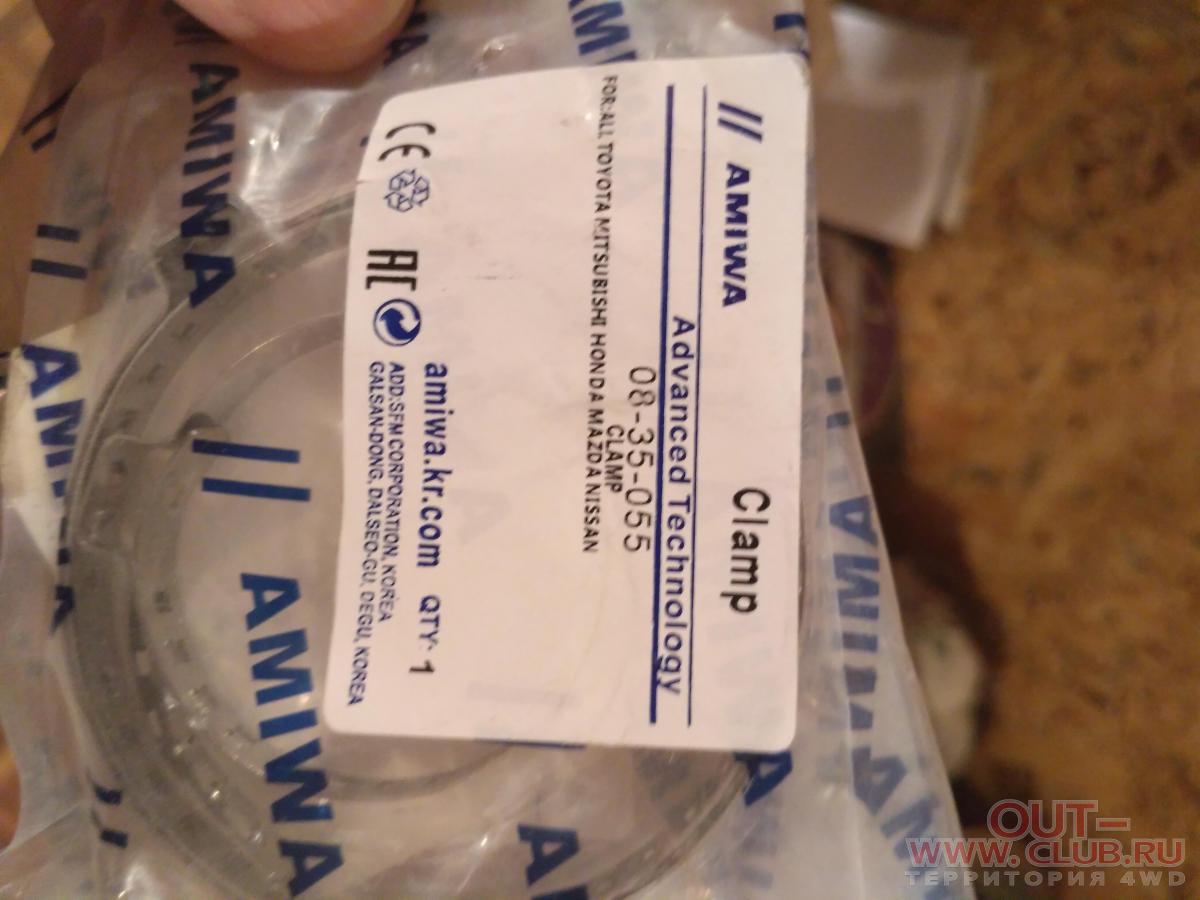 // AMIWA Clamp
Advanced Technology
08-35-055
CLAMP
FOR:ALL TOYOTA MITSUBISHI HONDA MAZDA NISSAN
amiwa.kr.com QTY: 1
ADD:SFM CORPORATION, KOREA
GALSAN-DONG, DALSEO-GU, DEGU, KOREA
CE
EAC
AMIWA
// AMIWA
// AMIWA
OUT-
WWW.CLUB.RU
ТЕРРИТОРИЯ 4WD